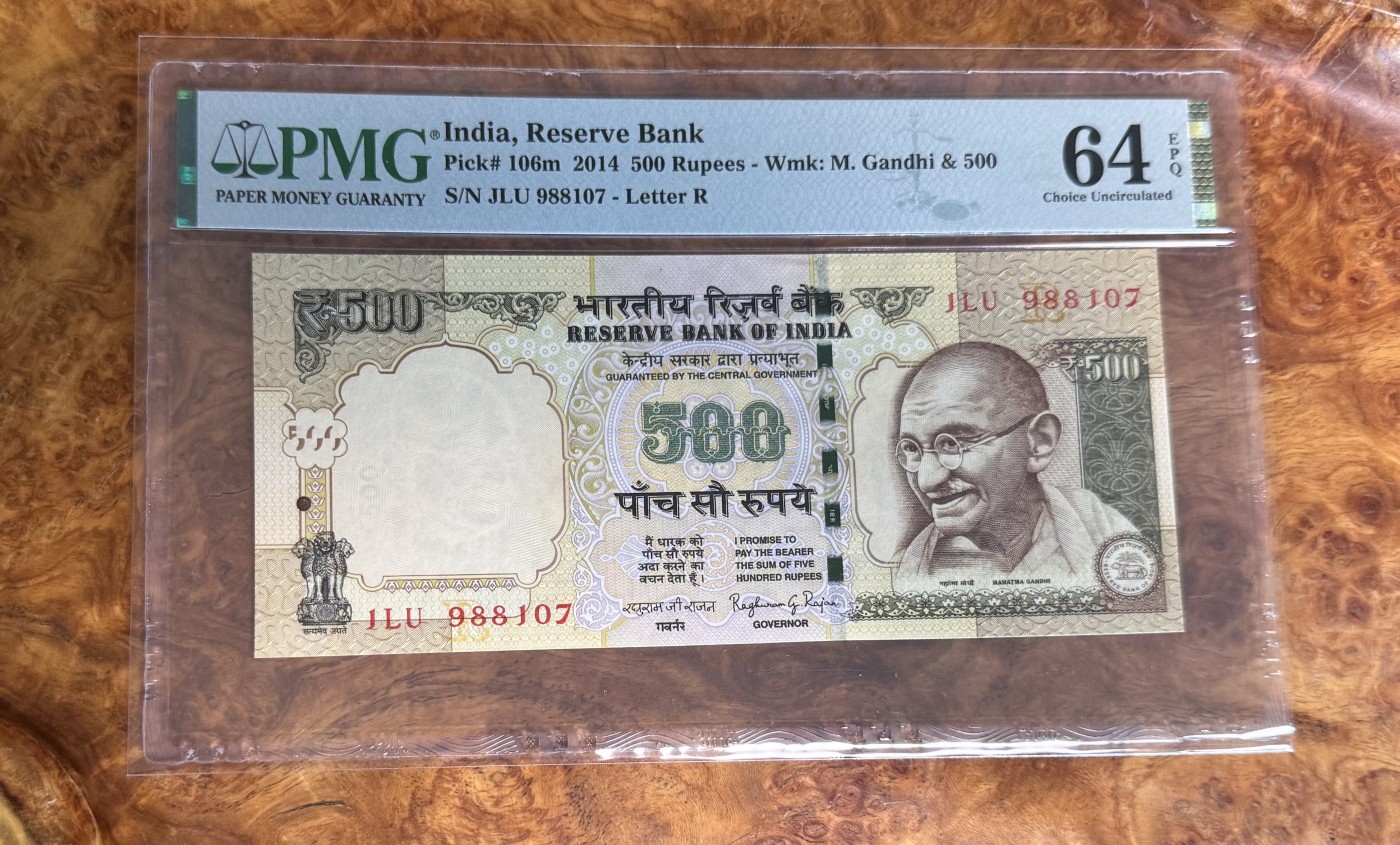 PMG®
PAPER MONEY GUARANTY
India, Reserve Bank
Pick# 106m 2014 500 Rupees - Wmk: M. Gandhi & 500
S/N JLU 988107 - Letter R
64
EPQ
Choice Uncirculated
₹500
भारतीय रिज़र्व बैंक
RESERVE BANK OF INDIA
JLU 988107
केन्द्रीय सरकार द्वारा प्रत्याभूत
GUARANTEED BY THE CENTRAL GOVERNMENT
₹500
500
पाँच सौ रुपये
मैं धारक को
पाँच सौ रुपये
अदा करने का
वचन देता हूँ।
I PROMISE TO
PAY THE BEARER
THE SUM OF FIVE
HUNDRED RUPEES
महात्मा गांधी MAHATMA GANDHI
रघुराम जी राजन
Raghuram G. Rajan
गवर्नर
GOVERNOR
सत्यमेव जयते
JLU 988107